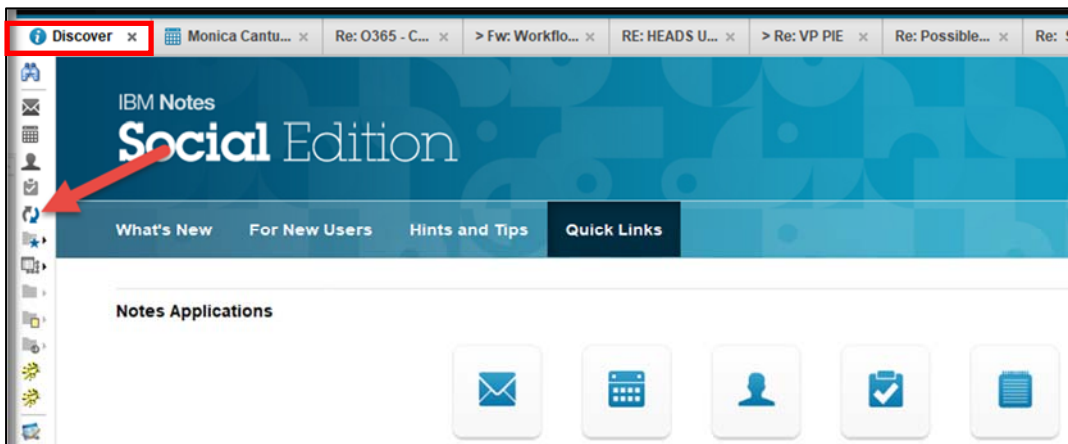 Discover
Monica Cantu...
Re: O365 - C...
> Fw: Workflo...
RE: HEADS U...
> Re: VP PIE
Re: Possible...
Re:
IBM Notes
Social Edition
What's New
For New Users
Hints and Tips
Quick Links
Notes Applications